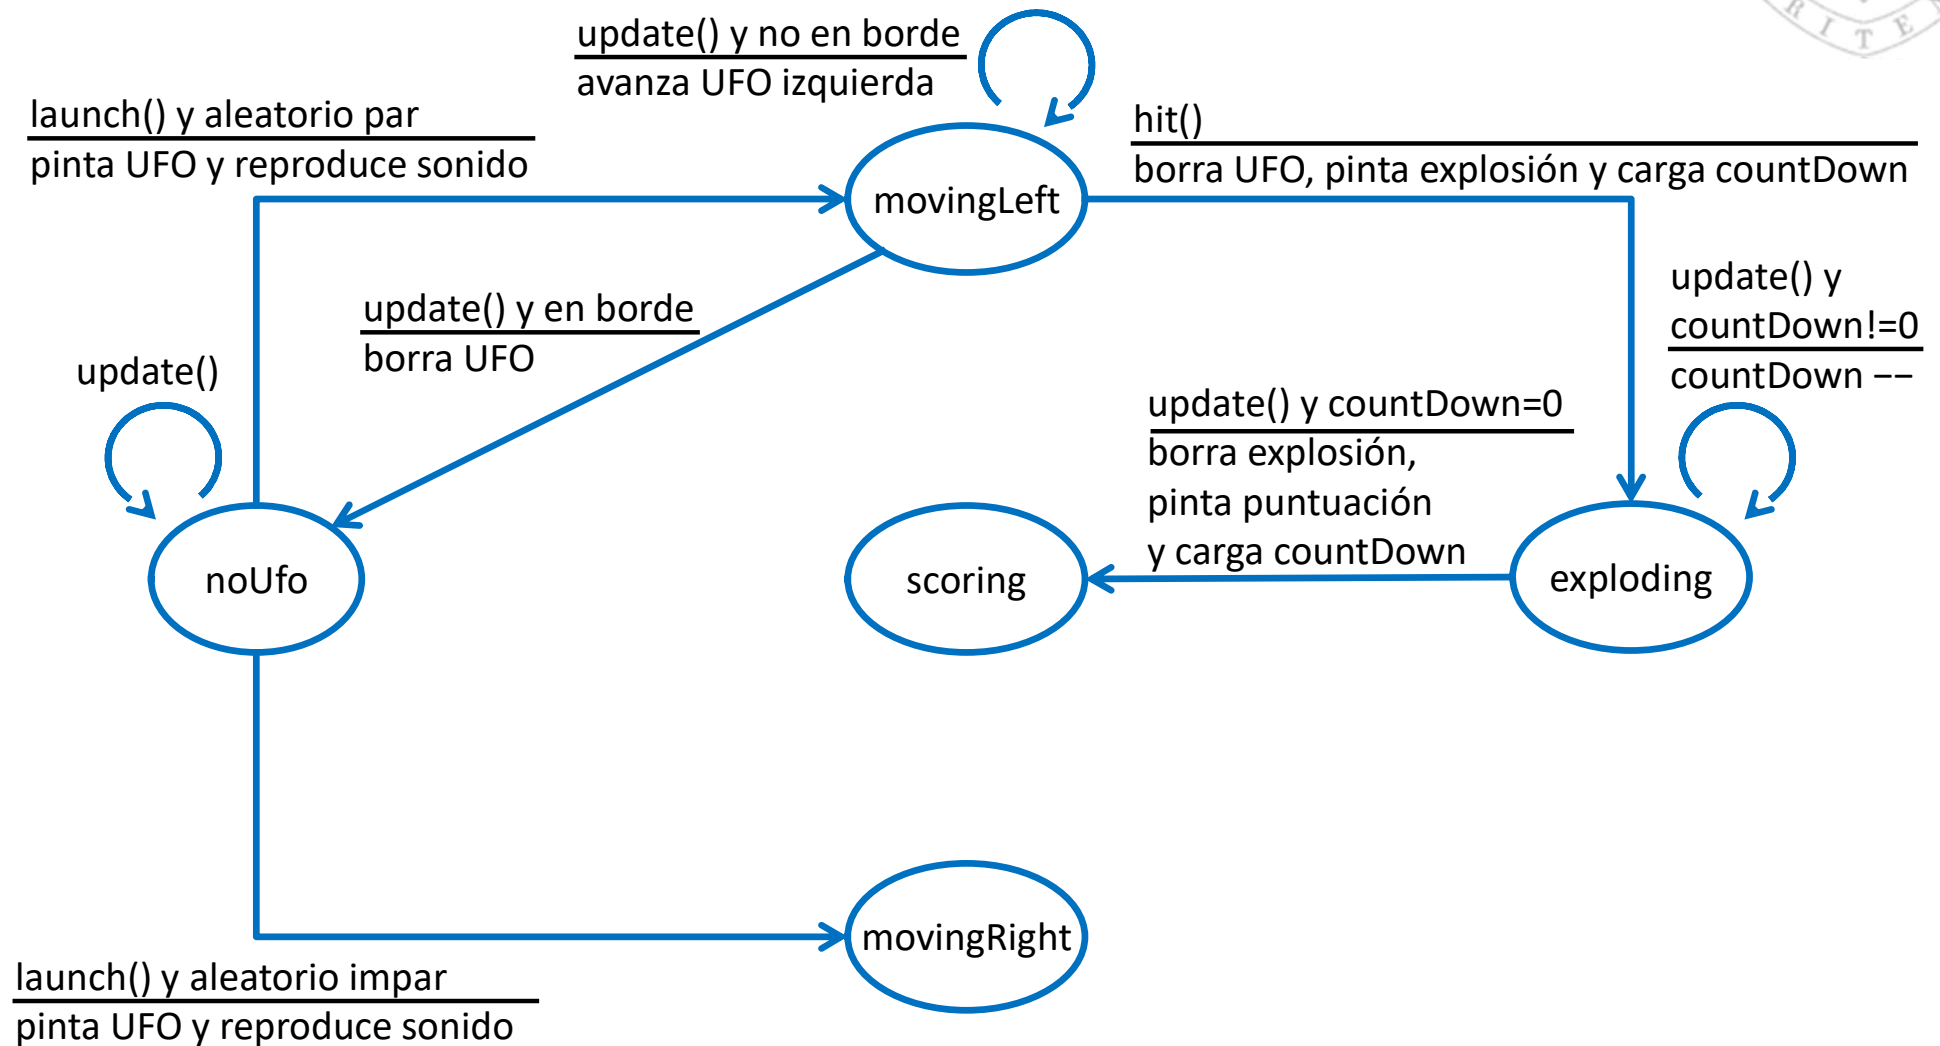 update() y no en borde
avanza UFO izquierda
launch() y aleatorio par
pinta UFO y reproduce sonido
hit()
borra UFO, pinta explosión y carga countDown
movingLeft
update() y
countDown!=0
countDown −−
update() y en borde
borra UFO
update()
update() y countDown=0
borra explosión,
pinta puntuación
y carga countDown
noUfo
scoring
exploding
movingRight
launch() y aleatorio impar
pinta UFO y reproduce sonido
R I T E